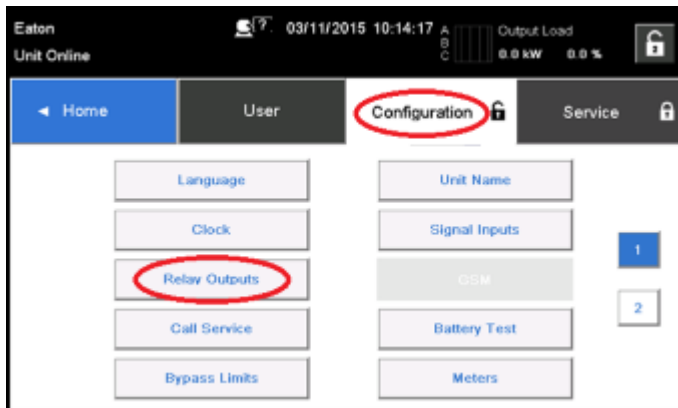 Eaton
? 03/11/2015 10:14:17
A
B
C
Output Load
Unit Online
0.0 kW 0.0 %
Home User Configuration Service
Language Unit Name
Clock Signal Inputs
1
Relay Outputs GSM
2
Call Service Battery Test
Bypass Limits Meters